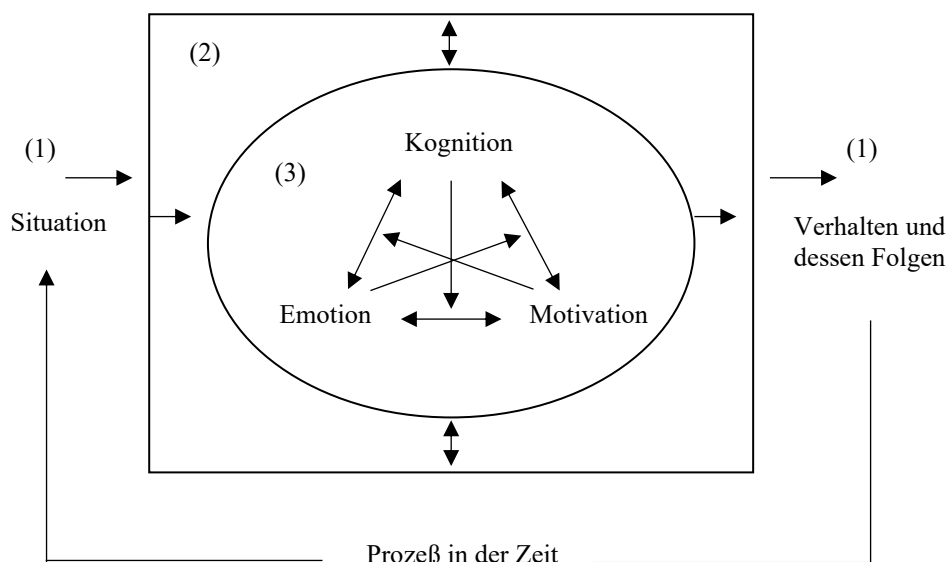 (2)
(1)
(1)
Kognition
(3)
Situation
Verhalten und
dessen Folgen
Emotion
Motivation
Prozeß in der Zeit